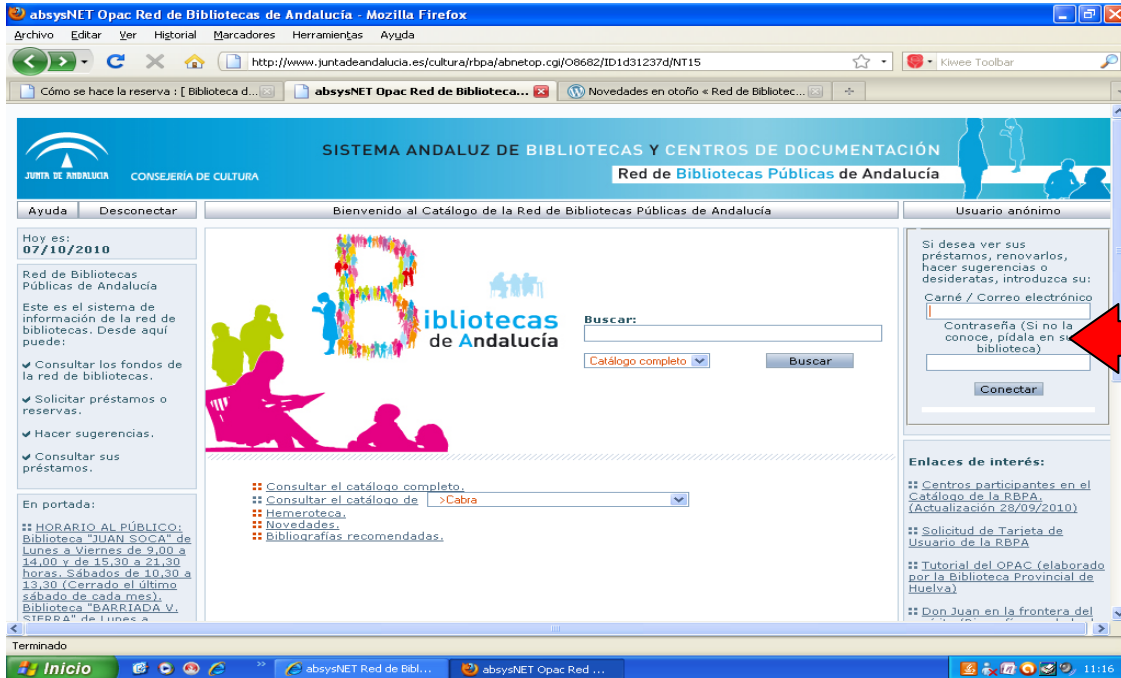 absysNET Opac Red de Bibliotecas de Andalucía - Mozilla Firefox
Archivo Editar Ver Historial Marcadores Herramientas Ayuda
http://www.juntadeandalucia.es/cultura/rbpa/abnetop.cgi/O8682/ID1d31237d/NT15
Kiwee Toolbar
Cómo se hace la reserva : [ Biblioteca d...
absysNET Opac Red de Biblioteca...
Novedades en otoño « Red de Bibliotec...
JUNTA DE ANDALUCIA
CONSEJERÍA DE CULTURA
SISTEMA ANDALUZ DE BIBLIOTECAS Y CENTROS DE DOCUMENTACIÓN
Red de Bibliotecas Públicas de Andalucía
Ayuda Desconectar
Bienvenido al Catálogo de la Red de Bibliotecas Públicas de Andalucía
Usuario anónimo
Hoy es:
07/10/2010
Red de Bibliotecas
Públicas de Andalucía
Este es el sistema de
información de la red de
bibliotecas. Desde aquí
puede:
Consultar los fondos de
la red de bibliotecas.
Solicitar préstamos o
reservas.
Hacer sugerencias.
Consultar sus
préstamos.
En portada:
HORARIO AL PÚBLICO:
Biblioteca "JUAN SOCA" de
Lunes a Viernes de 9,00 a
14,00 y de 15,30 a 21,30
horas. Sábados de 10,30 a
13,30 (Cerrado el último
sábado de cada mes).
Biblioteca "BARRIADA V.
SIERRA" de Lunes a
Bibliotecas
de Andalucía
Buscar:
Catálogo completo
Buscar
Consultar el catálogo completo.
Consultar el catálogo de >Cabra
Hemeroteca.
Novedades.
Bibliografías recomendadas.
Si desea ver sus
préstamos, renovarlos,
hacer sugerencias o
desideratas, introduzca su:
Carné / Correo electrónico
Contraseña (Si no la
conoce, pídala en su
biblioteca)
Conectar
Enlaces de interés:
Centros participantes en el
Catálogo de la RBPA.
(Actualización 28/09/2010)
Solicitud de Tarjeta de
Usuario de la RBPA
Tutorial del OPAC (elaborado
por la Biblioteca Provincial de
Huelva)
Don Juan en la frontera del
Terminado
Inicio
absysNET Red de Bibl...
absysNET Opac Red ...
11:16